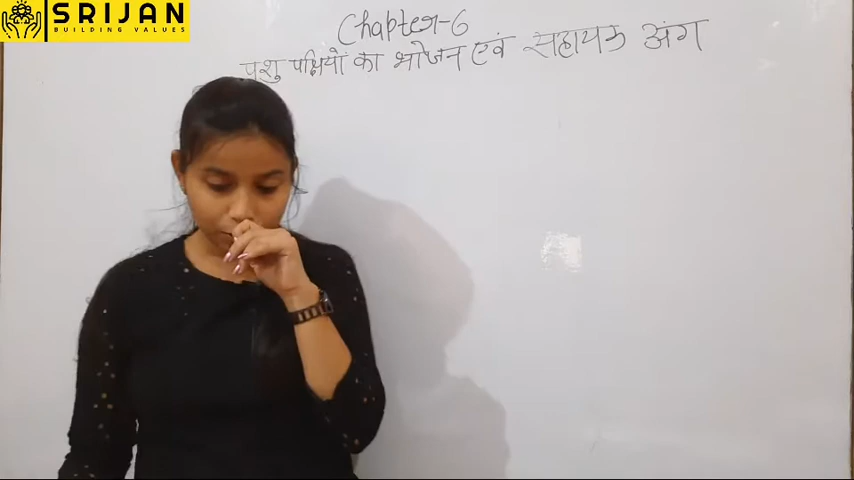 SRIJAN
BUILDING VALUES
Chapter-6
पशु पक्षियों का भोजन एवं सहायक अंग